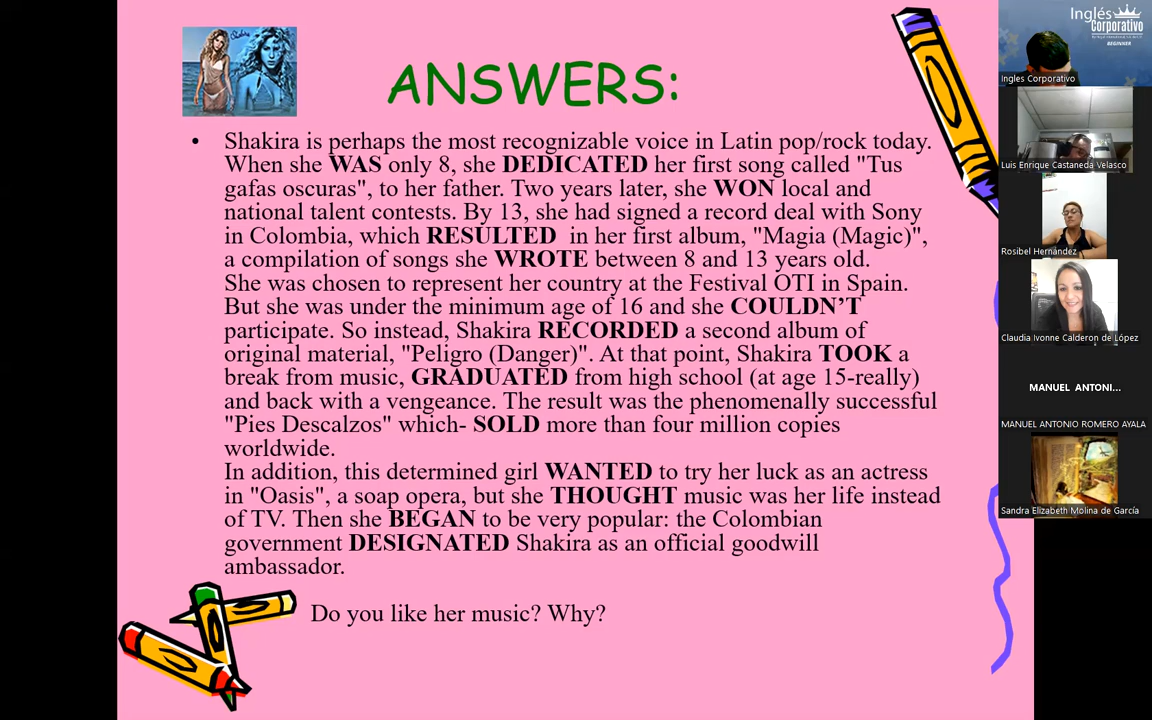 ANSWERS:
• Shakira is perhaps the most recognizable voice in Latin pop/rock today.
When she WAS only 8, she DEDICATED her first song called "Tus
gafas oscuras", to her father. Two years later, she WON local and
national talent contests. By 13, she had signed a record deal with Sony
in Colombia, which RESULTED in her first album, "Magia (Magic)",
a compilation of songs she WROTE between 8 and 13 years old.
She was chosen to represent her country at the Festival OTI in Spain.
But she was under the minimum age of 16 and she COULDN'T
participate. So instead, Shakira RECORDED a second album of
original material, "Peligro (Danger)". At that point, Shakira TOOK a
break from music, GRADUATED from high school (at age 15-really)
and back with a vengeance. The result was the phenomenally successful
"Pies Descalzos" which- SOLD more than four million copies
worldwide.
In addition, this determined girl WANTED to try her luck as an actress
in "Oasis", a soap opera, but she THOUGHT music was her life instead
of TV. Then she BEGAN to be very popular: the Colombian
government DESIGNATED Shakira as an official goodwill
ambassador.
Do you like her music? Why?
Inglés
Corporativo
BEGINNER
Ingles Corporativo
Luis Enrique Castaneda Velasco
Rosibel Hernández
Claudia Ivonne Calderon de López
MANUEL ANTONI...
MANUEL ANTONIO ROMERO AYALA
Sandra Elizabeth Molina de García